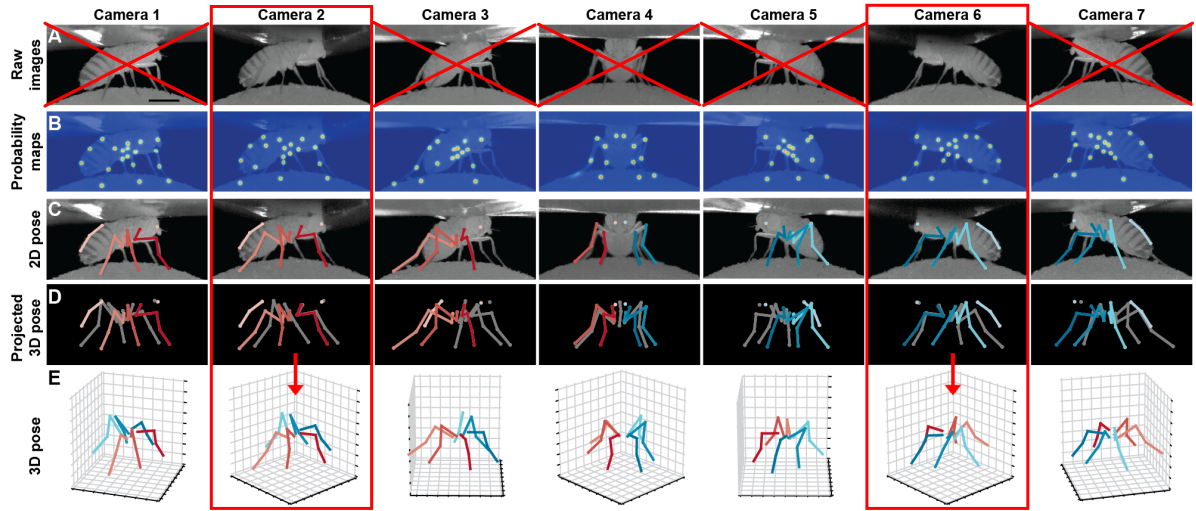 Camera 1 Camera 2 Camera 3 Camera 4 Camera 5 Camera 6 Camera 7
A
Raw
images
B
Probability
maps
C
2D pose
D
Projected
3D pose
E
3D pose